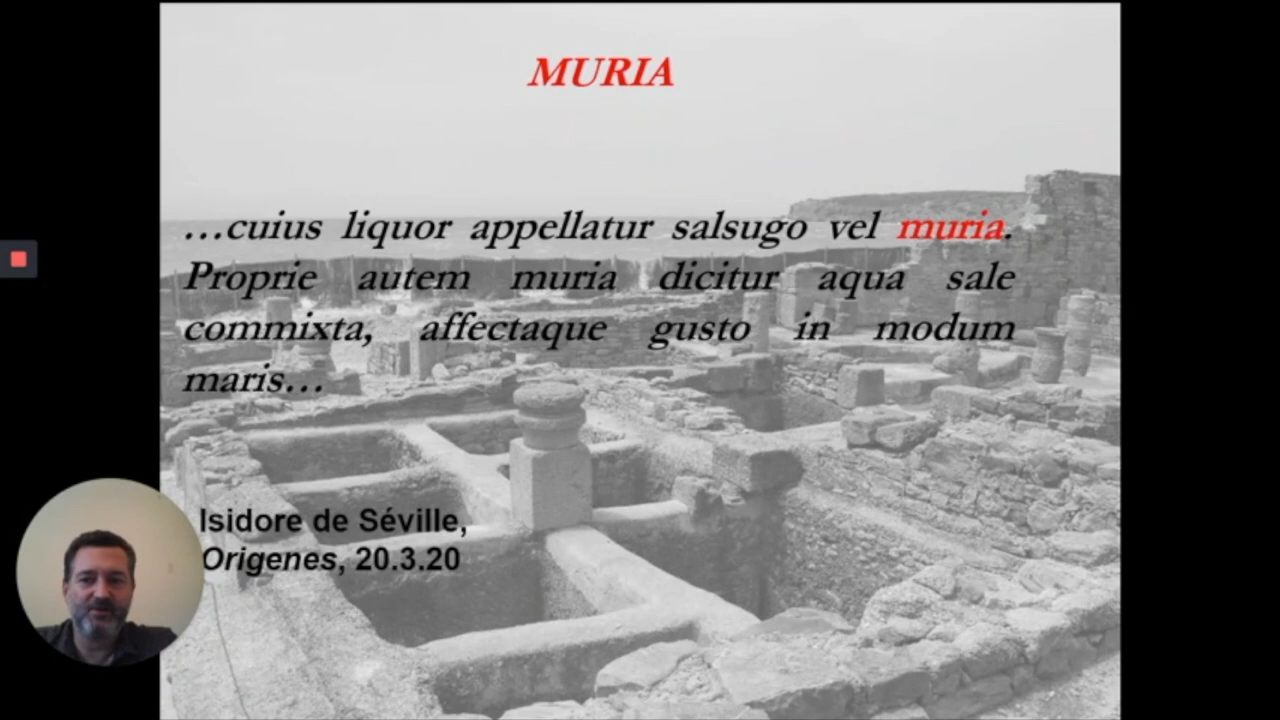 MURIA
…cuius liquor appellatur salsugo vel muria.
Proprie autem muria dicitur aqua sale
commixta, affectaque gusto in modum
maris…
Isidore de Séville,
Origenes, 20.3.20